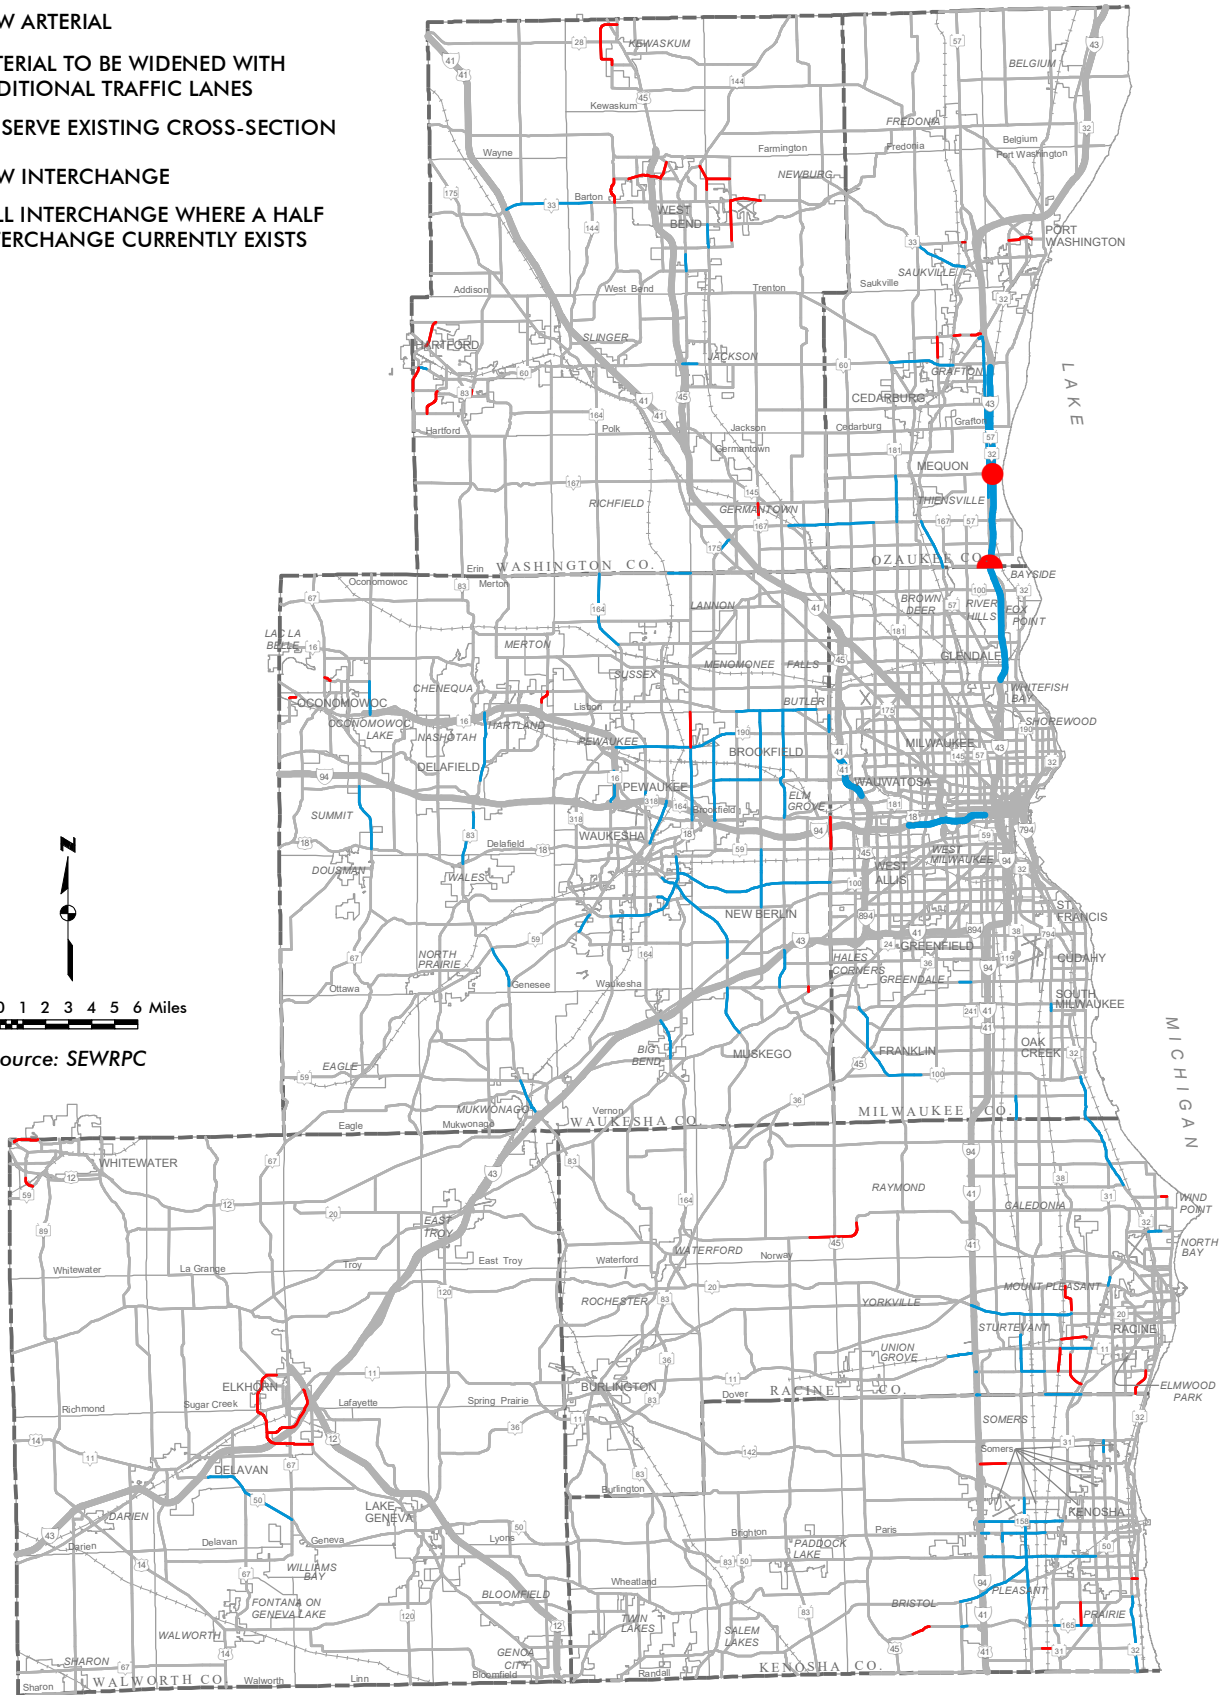 W ARTERIAL
TERIAL TO BE WIDENED WITH
DITIONAL TRAFFIC LANES
SERVE EXISTING CROSS-SECTION
W INTERCHANGE
LL INTERCHANGE WHERE A HALF
TERCHANGE CURRENTLY EXISTS
KEWASKUM
BELGIUM
Kewaskum
FREDONIA
Wayne
Farmington
Fredonia
Belgium
Port Washington
NEWBURG
Barton
WEST
BEND
PORT
WASHINGTON
SAUKVILLE
Addison
West Bend
Trenton
Saukville
HARTFORD
SLINGER
JACKSON
GRAFTON
CEDARBURG
LAKE
Hartford
Polk
Jackson
Germantown
Cedarburg
Grafton
MEQUON
THIENSVILLE
RICHFIELD
GERMANTOWN
Erin
WASHINGTON CO.
OZAUKEE CO.
BAYSIDE
Oconomowoc
Merton
LANNON
BROWN
DEER
RIVER
HILLS
FOX
POINT
LAC LA
BELLE
MERTON
SUSSEX
MENOMONEE FALLS
GLENDALE
CHENEQUA
OCONOMOWOC
Lisbon
BUTLER
WHITEFISH
BAY
OCONOMOWOC
LAKE
NASHOTAH
HARTLAND
PEWAUKEE
BROOKFIELD
MILWAUKEE
SHOREWOOD
DELAFIELD
PEWAUKEE
WAUWATOSA
ELM
GROVE
Brookfield
SUMMIT
WAUKESHA
Delafield
WEST
MILWAUKEE
DOUSMAN
WALES
WEST
ALLIS
NEW BERLIN
ST.
FRANCIS
NORTH
PRAIRIE
GREENFIELD
HALES
CORNERS
GREENDALE
CUDAHY
Ottawa
Genesee
Waukesha
SOUTH
MILWAUKEE
0 1 2 3 4 5 6 Miles
ource: SEWRPC
EAGLE
BIG
BEND
MUSKEGO
FRANKLIN
OAK
CREEK
MICHIGAN
MUKWONAGO
Vernon
Eagle
Mukwonago
WAUKESHA CO.
MILWAUKEE CO.
WHITEWATER
RAYMOND
CALEDONIA
WIND
POINT
EAST
TROY
WATERFORD
Norway
NORTH
BAY
Whitewater
La Grange
Troy
East Troy
Waterford
ROCHESTER
YORKVILLE
MOUNT PLEASANT
STURTEVANT
RACINE
UNION
GROVE
ELKHORN
BURLINGTON
Dover
RACINE CO.
ELMWOOD
PARK
Richmond
Sugar Creek
Lafayette
Spring Prairie
SOMERS
Somers
DELAVAN
Burlington
DARIEN
LAKE
GENEVA
KENOSHA
Darien
Delavan
Geneva
Lyons
Brighton
Paris
PADDOCK
LAKE
WILLIAMS
BAY
Wheatland
PLEASANT
PRAIRIE
BLOOMFIELD
BRISTOL
FONTANA ON
GENEVA LAKE
TWIN
LAKES
SALEM
LAKES
WALWORTH
GENOA
CITY
SHARON
Sharon
WALWORTH CO.
Walworth
Linn
Bloomfield
Randall
KENOSHA CO.